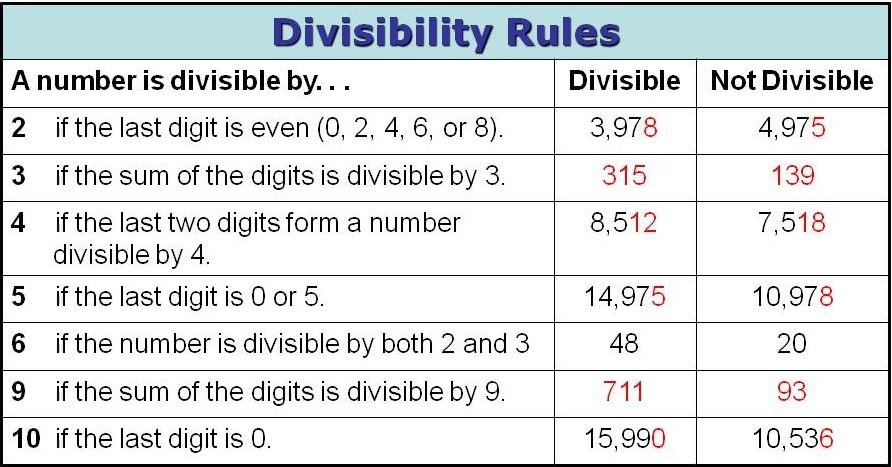 Divisibility Rules
A number is divisible by. . . Divisible Not Divisible
2 if the last digit is even (0, 2, 4, 6, or 8). 3,978 4,975
3 if the sum of the digits is divisible by 3. 315 139
4 if the last two digits form a number 8,512 7,518
divisible by 4.
5 if the last digit is 0 or 5. 14,975 10,978
6 if the number is divisible by both 2 and 3 48 20
9 if the sum of the digits is divisible by 9. 711 93
10 if the last digit is 0. 15,990 10,536